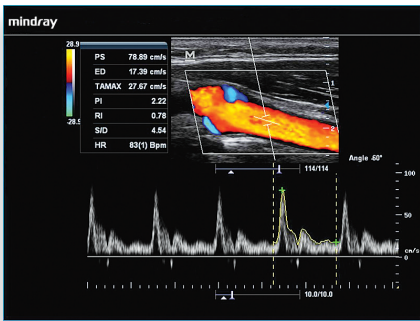 mindray
28.9
-28.9
PS 78.89 cm/s
ED 17.39 cm/s
TAMAX 27.67 cm/s
PI 2.22
RI 0.78
S/D 4.54
HR 83(1) Bpm
M
1
2
Angle -60°
114/114
100
50
cm/s
10.0/10.0